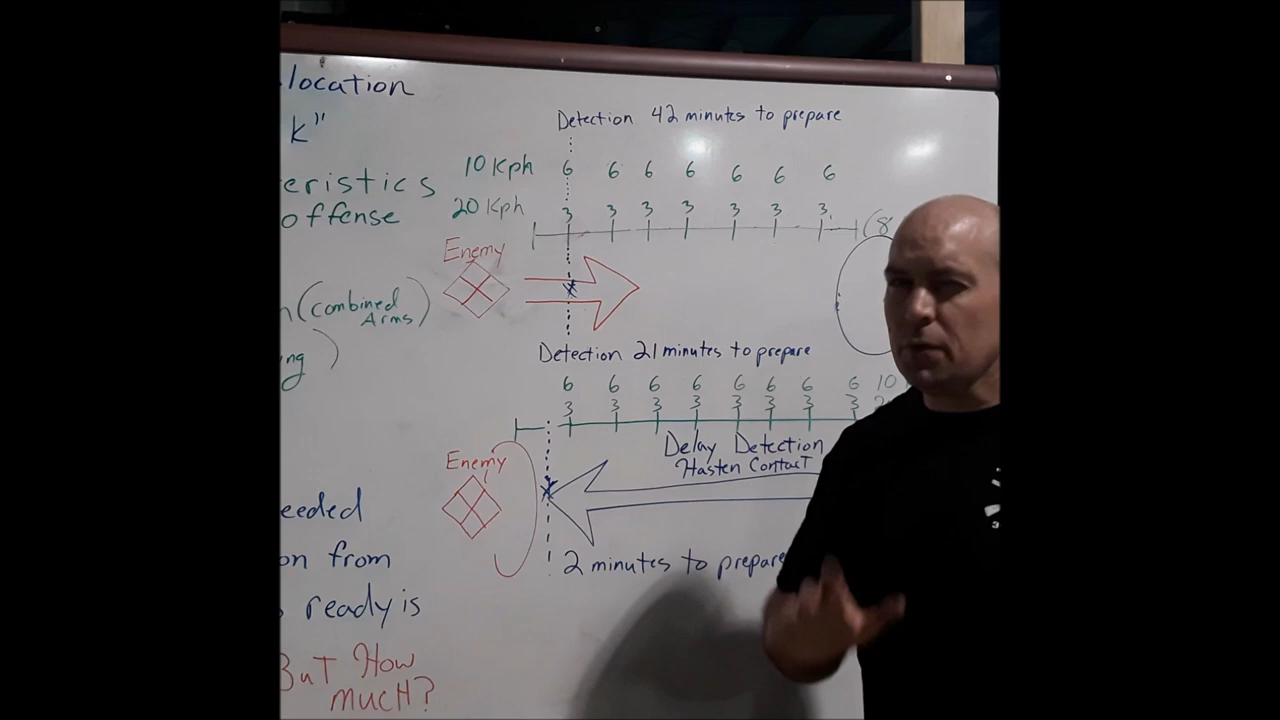 location
k"
eristics
offense
(combined
Arms)
ng)
eeded
on from
ready is
But How
much?
Detection 42 minutes to prepare
10 Kph 6 6 6 6 6 6 6
20 Kph 3 3 3 3 3 3 3
(8
Enemy
Detection 21 minutes to prepare
6 6 6 6 6 6 6 6 10
3 3 3 3 3 3 3 3
Delay Detection
Hasten Contact
Enemy
2 minutes to prepare